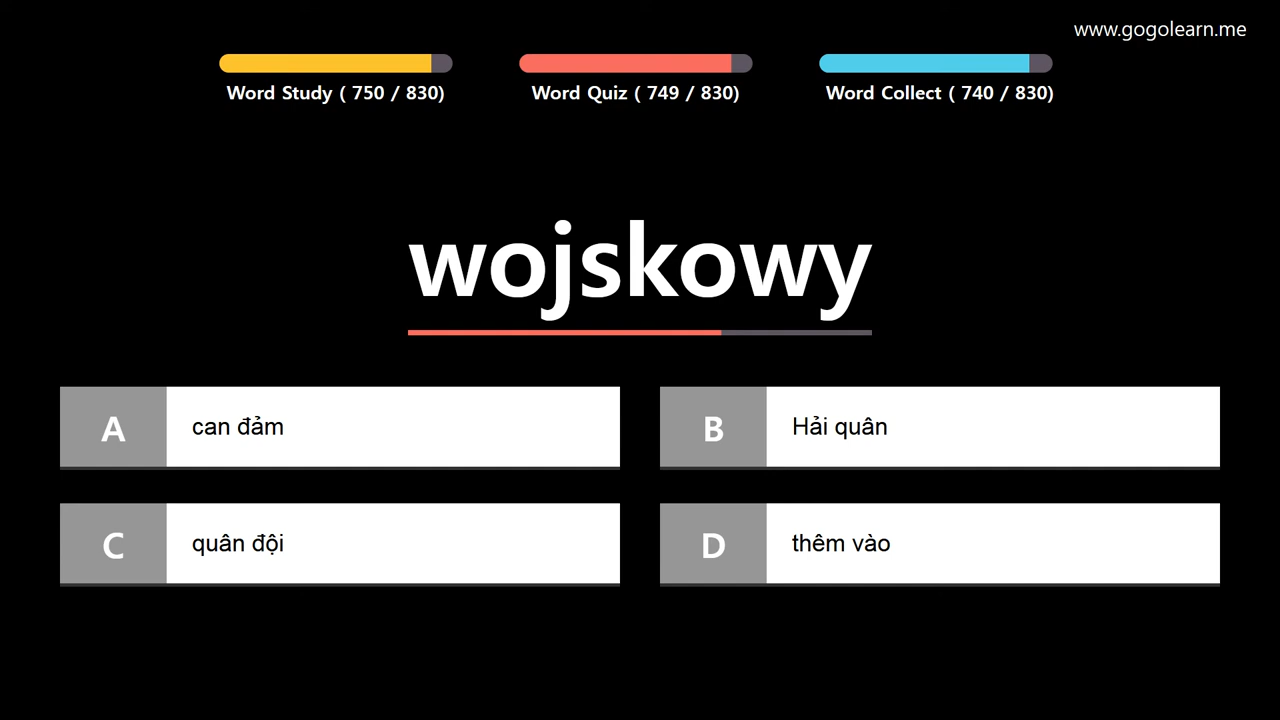 www.gogolearn.me
Word Study ( 750 / 830)
Word Quiz ( 749 / 830)
Word Collect ( 740 / 830)
wojskowy
A can đảm
B Hải quân
C quân đội
D thêm vào